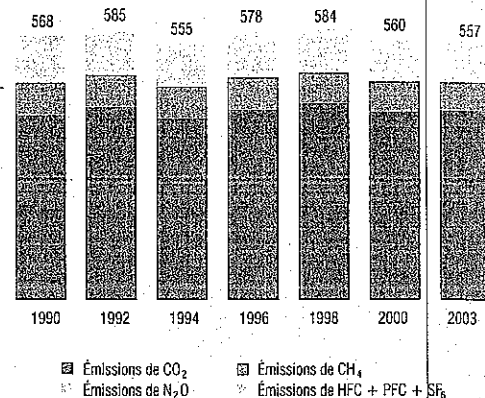 568 585 555 578 584 560 557
1990 1992 1994 1996 1998 2000 2003
Émissions de CO₂ Émissions de CH₄
Émissions de N₂O Émissions de HFC + PFC + SF₆